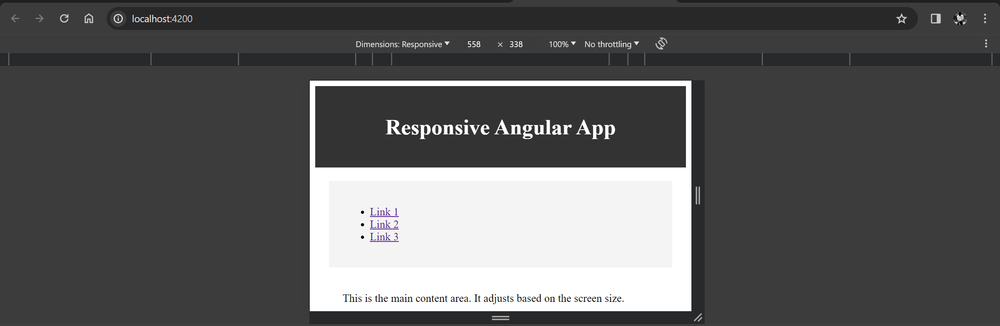 localhost:4200
Dimensions: Responsive 558 × 338 100% No throttling
Responsive Angular App
Link 1
Link 2
Link 3
This is the main content area. It adjusts based on the screen size.